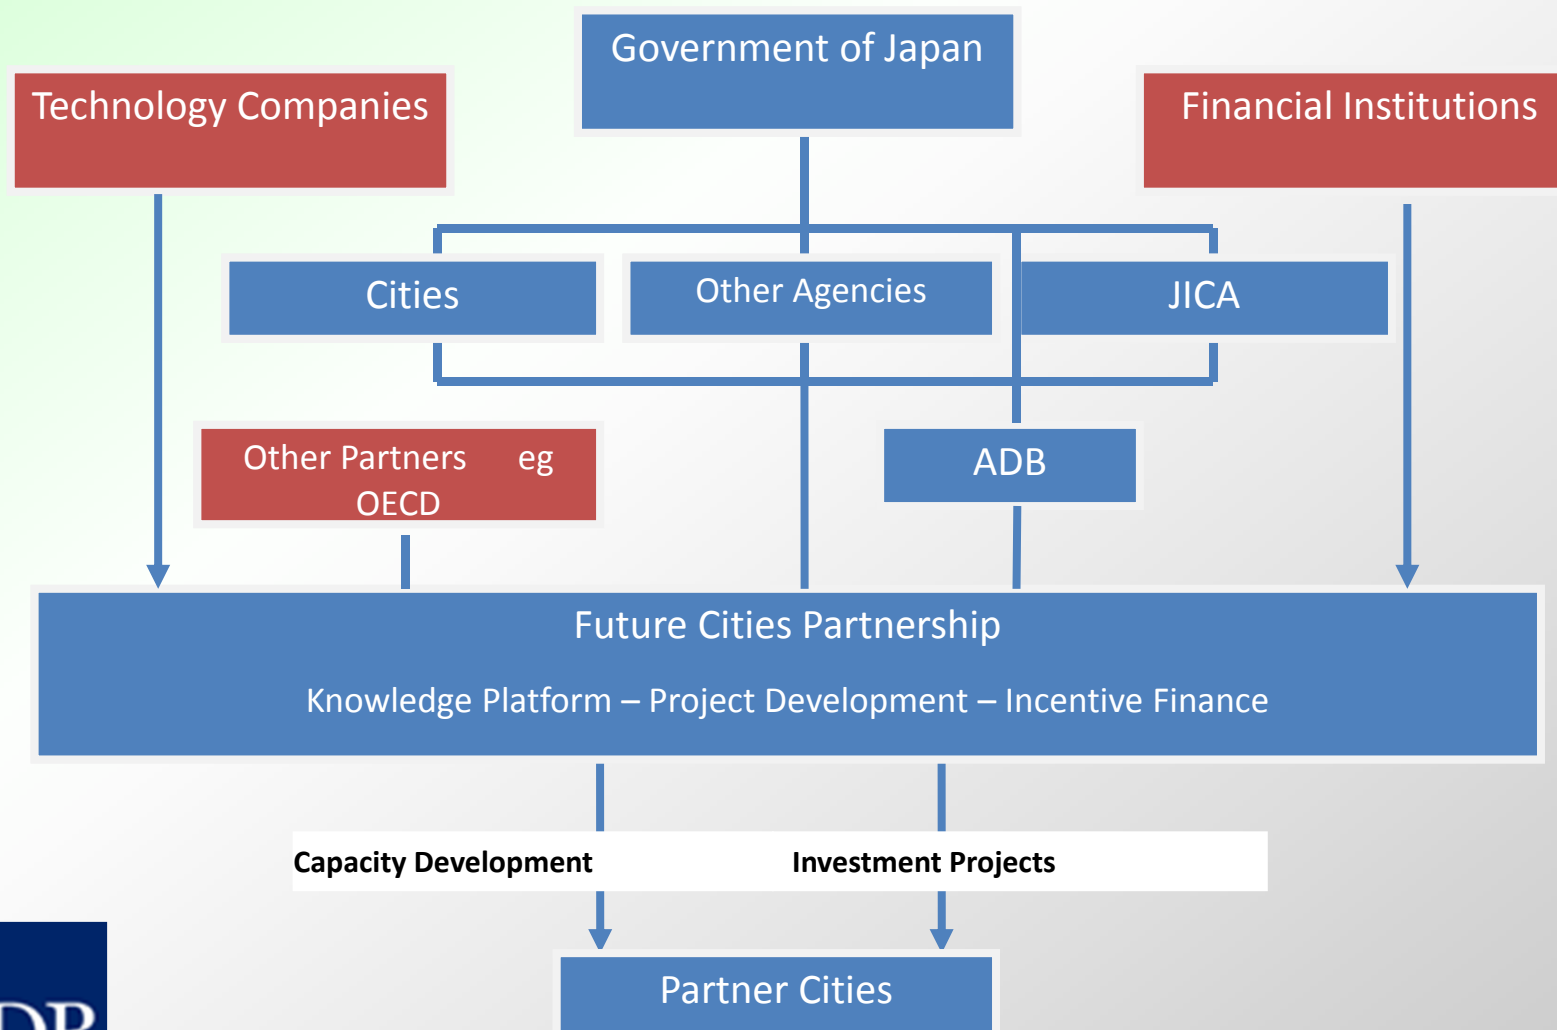 Government of Japan
Technology Companies
Financial Institutions
Cities
Other Agencies
JICA
Other Partners eg
OECD
ADB
Future Cities Partnership
Knowledge Platform – Project Development – Incentive Finance
Capacity Development
Investment Projects
Partner Cities